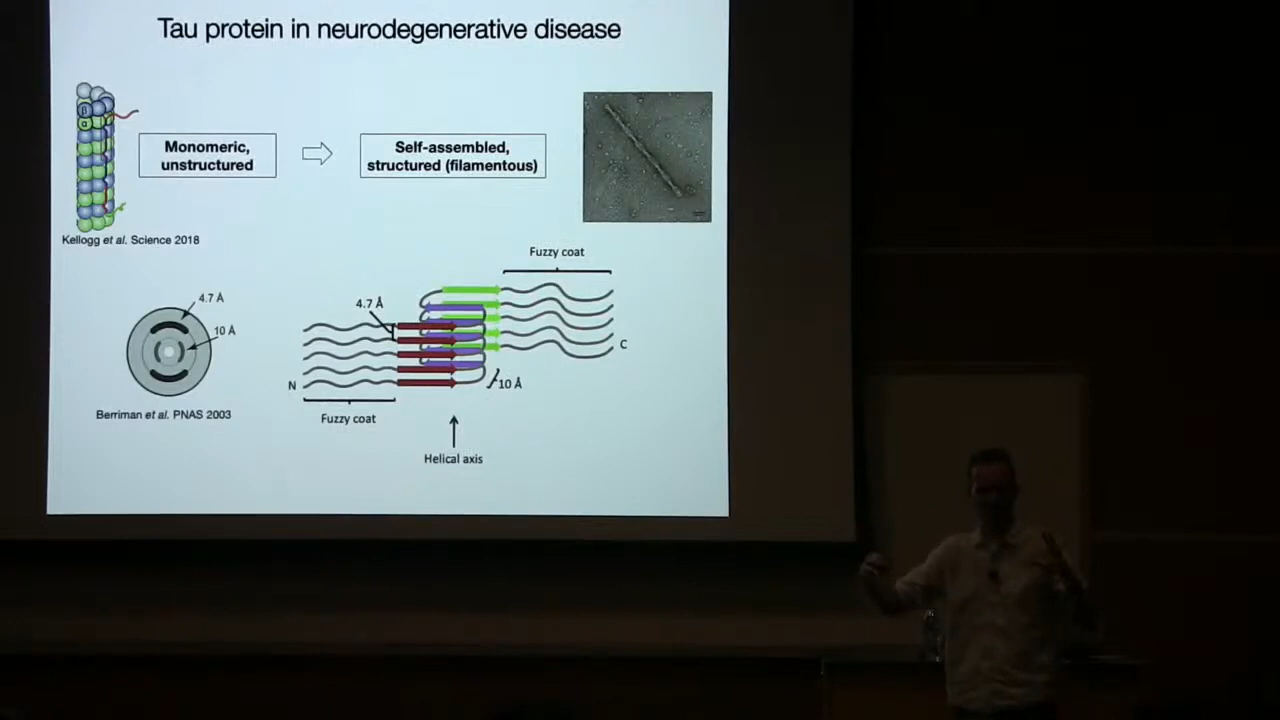 Tau protein in neurodegenerative disease
β
α
Monomeric,
unstructured
Self-assembled,
structured (filamentous)
Kellogg et al. Science 2018
Fuzzy coat
4.7 Å
10 Å
4.7 Å
C
N
10 Å
Berriman et al. PNAS 2003
Fuzzy coat
Helical axis